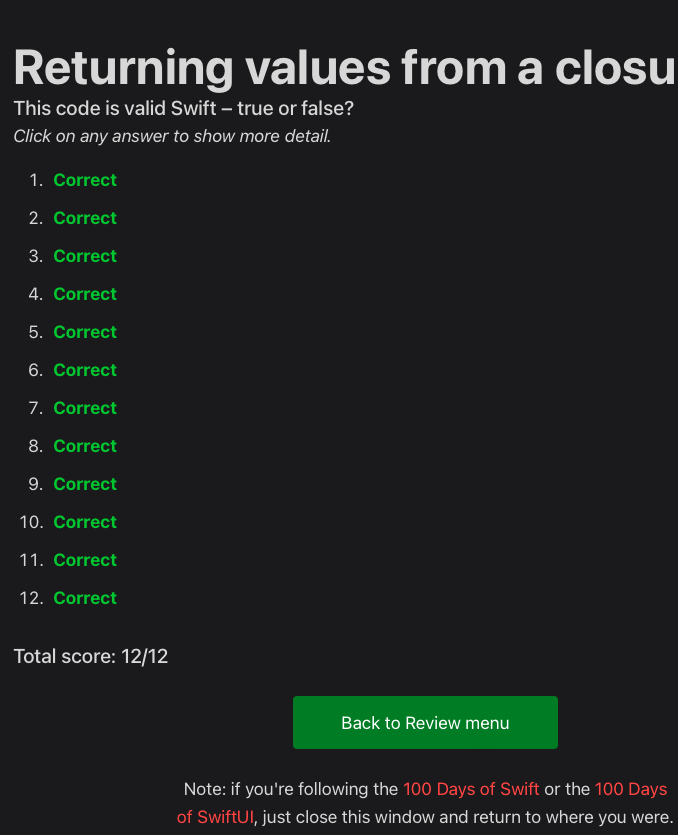 Returning values from a closu
This code is valid Swift – true or false?
Click on any answer to show more detail.
1. Correct
2. Correct
3. Correct
4. Correct
5. Correct
6. Correct
7. Correct
8. Correct
9. Correct
10. Correct
11. Correct
12. Correct
Total score: 12/12
Back to Review menu
Note: if you're following the 100 Days of Swift or the 100 Days
of SwiftUI, just close this window and return to where you were.